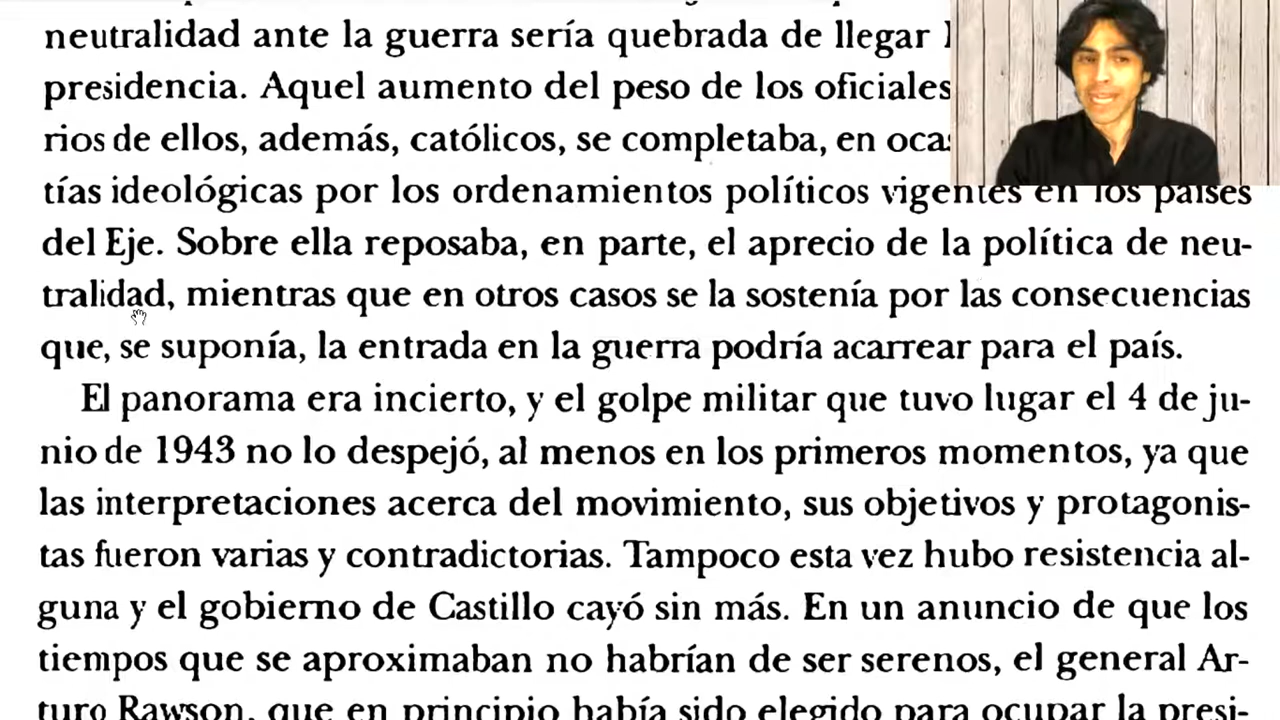 neutralidad ante la guerra sería quebrada de llegar
presidencia. Aquel aumento del peso de los oficiales
rios de ellos, además, católicos, se completaba, en
tías ideológicas por los ordenamientos políticos vigentes en los países
del Eje. Sobre ella reposaba, en parte, el aprecio de la política de neu-
tralidad, mientras que en otros casos se la sostenía por las consecuencias
que, se suponía, la entrada en la guerra podría acarrear para el país.
El panorama era incierto, y el golpe militar que tuvo lugar el 4 de ju-
nio de 1943 no lo despejó, al menos en los primeros momentos, ya que
las interpretaciones acerca del movimiento, sus objetivos y protagonis-
tas fueron varias y contradictorias. Tampoco esta vez hubo resistencia al-
guna y el gobierno de Castillo cayó sin más. En un anuncio de que los
tiempos que se aproximaban no habrían de ser serenos, el general Ar-
turo Rawson, que en principio había sido elegido para ocupar la presi-